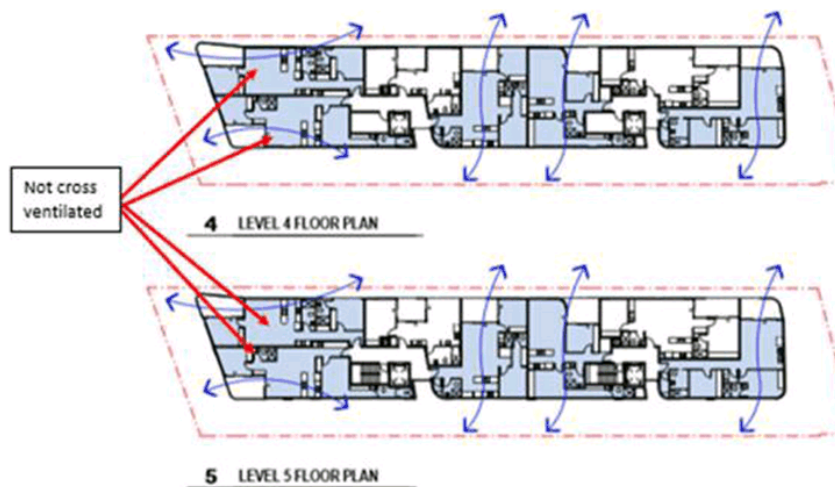 Not cross
ventilated
4 LEVEL 4 FLOOR PLAN
5 LEVEL 5 FLOOR PLAN